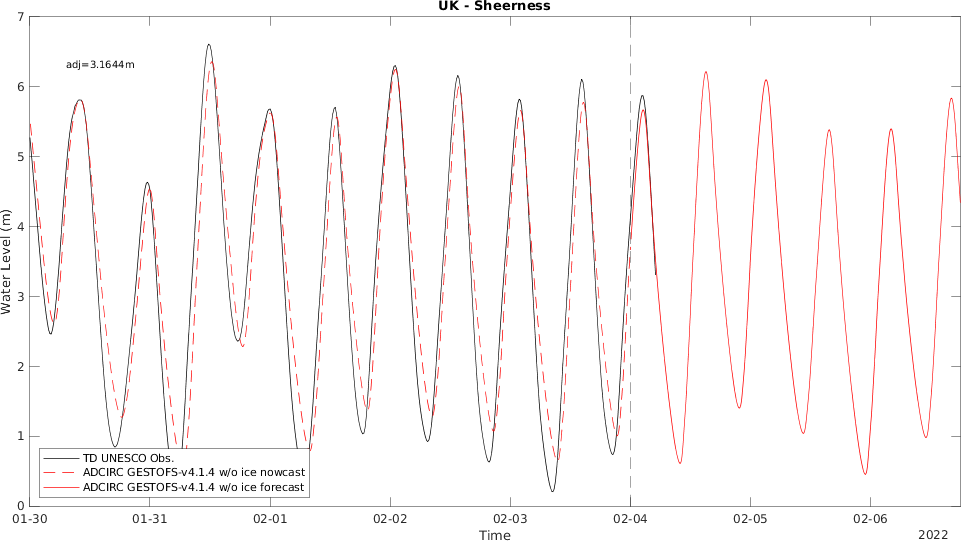 UK - Sheerness
adj=3.1644m
7
6
5
4
3
2
1
0
Water Level (m)
TD UNESCO Obs.
ADCIRC GESTOFS-v4.1.4 w/o ice nowcast
ADCIRC GESTOFS-v4.1.4 w/o ice forecast
01-30 01-31 02-01 02-02 02-03 02-04 02-05 02-06
Time
2022